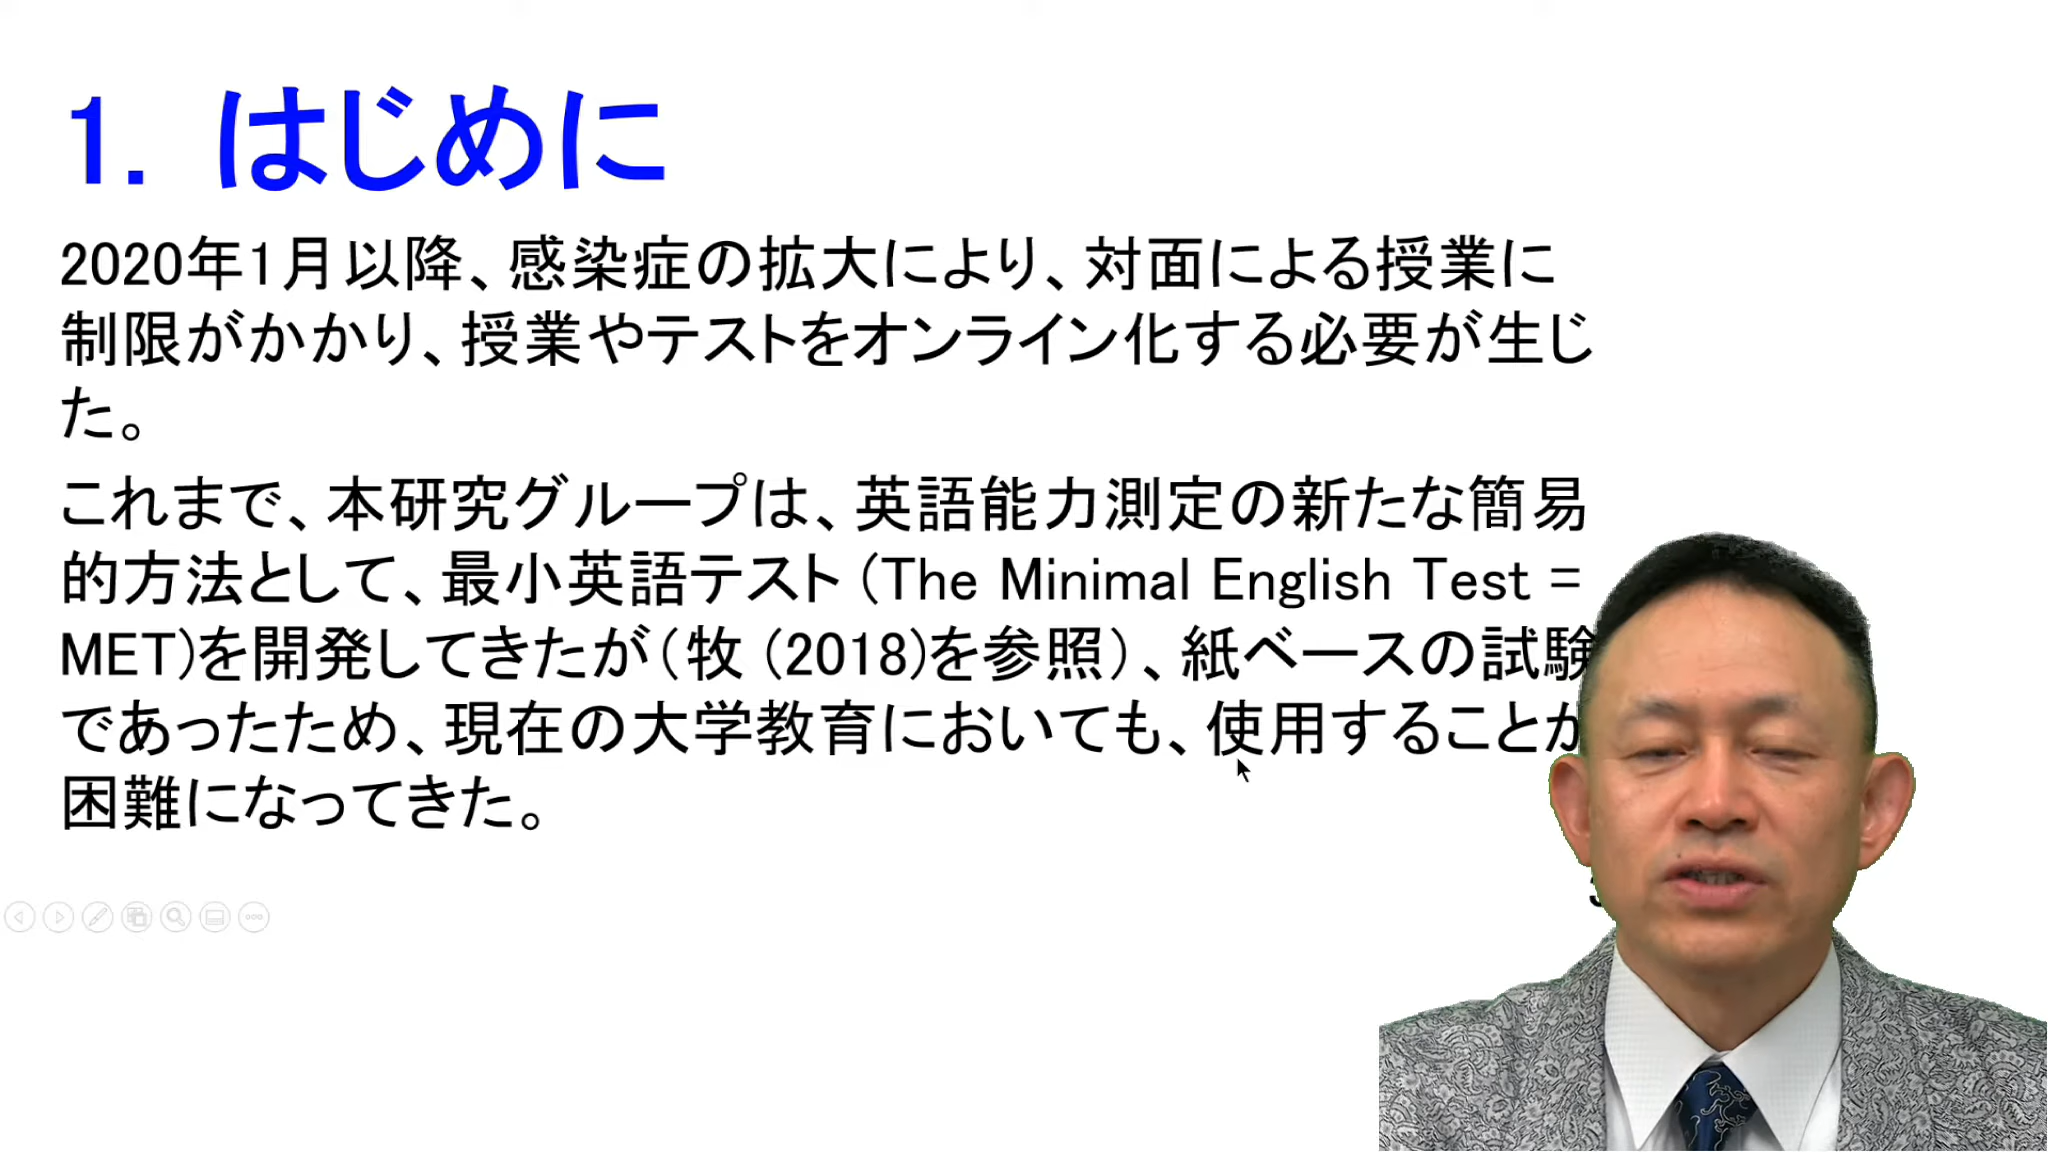 1. はじめに
2020年1月以降、感染症の拡大により、対面による授業に
制限がかかり、授業やテストをオンライン化する必要が生じ
た。
これまで、本研究グループは、英語能力測定の新たな簡易
的方法として、最小英語テスト (The Minimal English Test =
MET)を開発してきたが（牧 (2018)を参照）、紙ベースの試験
であったため、現在の大学教育においても、使用することが
困難になってきた。